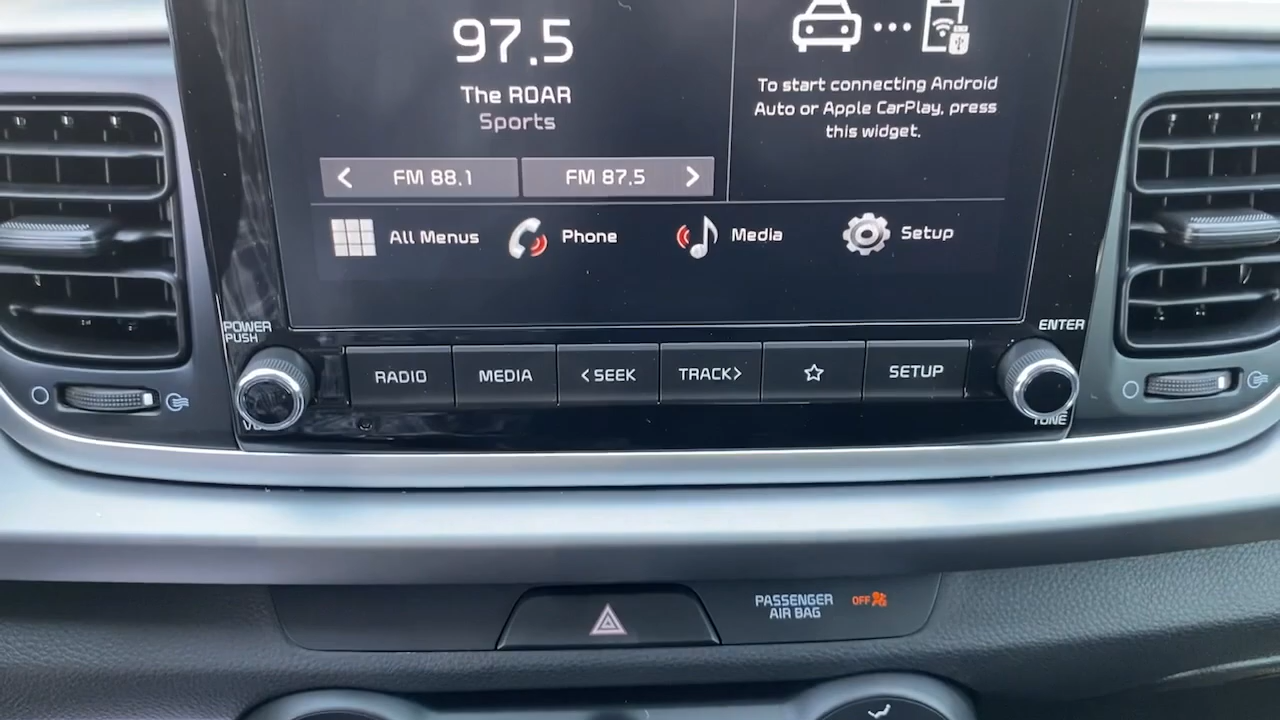 97.5
The ROAR
Sports
To start connecting Android
Auto or Apple CarPlay, press
this widget.
< FM 88.1
FM 87.5 >
All Menus
Phone
Media
Setup
POWER
PUSH
ENTER
RADIO
MEDIA
<SEEK
TRACK>
SETUP
TUNE
PASSENGER
AIR BAG
OFF